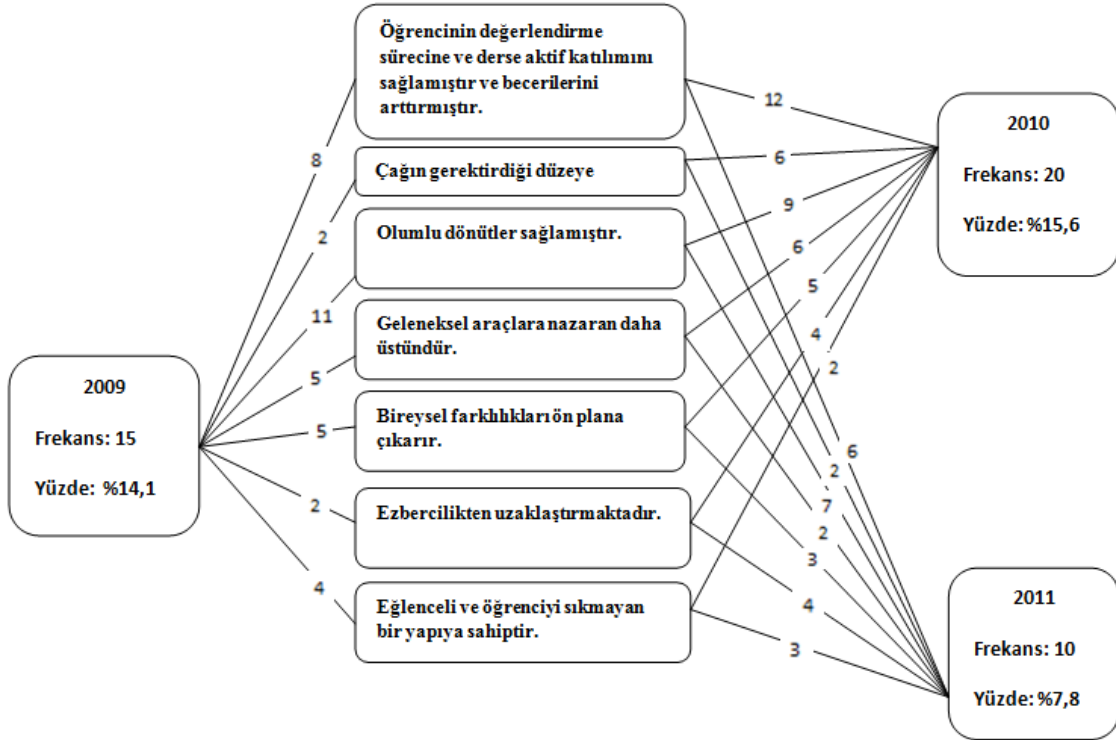 Öğrencinin değerlendirme
sürecine ve derse aktif katılımını
sağlamıştır ve becerilerini
arttırmıştır.
Çağın gerektirdiği düzeye
Olumlu dönütler sağlamıştır.
Geleneksel araçlara nazaran daha
üstündür.
Bireysel farklılıkları ön plana
çıkarır.
Ezbercilikten uzaklaştırmaktadır.
Eğlenceli ve öğrenciyi sıkmayan
bir yapıya sahiptir.
2009
Frekans: 15
Yüzde: %14,1
8
2
11
5
5
2
4
2010
Frekans: 20
Yüzde: %15,6
12
6
9
6
5
4
2
2011
Frekans: 10
Yüzde: %7,8
6
2
7
2
3
4
3